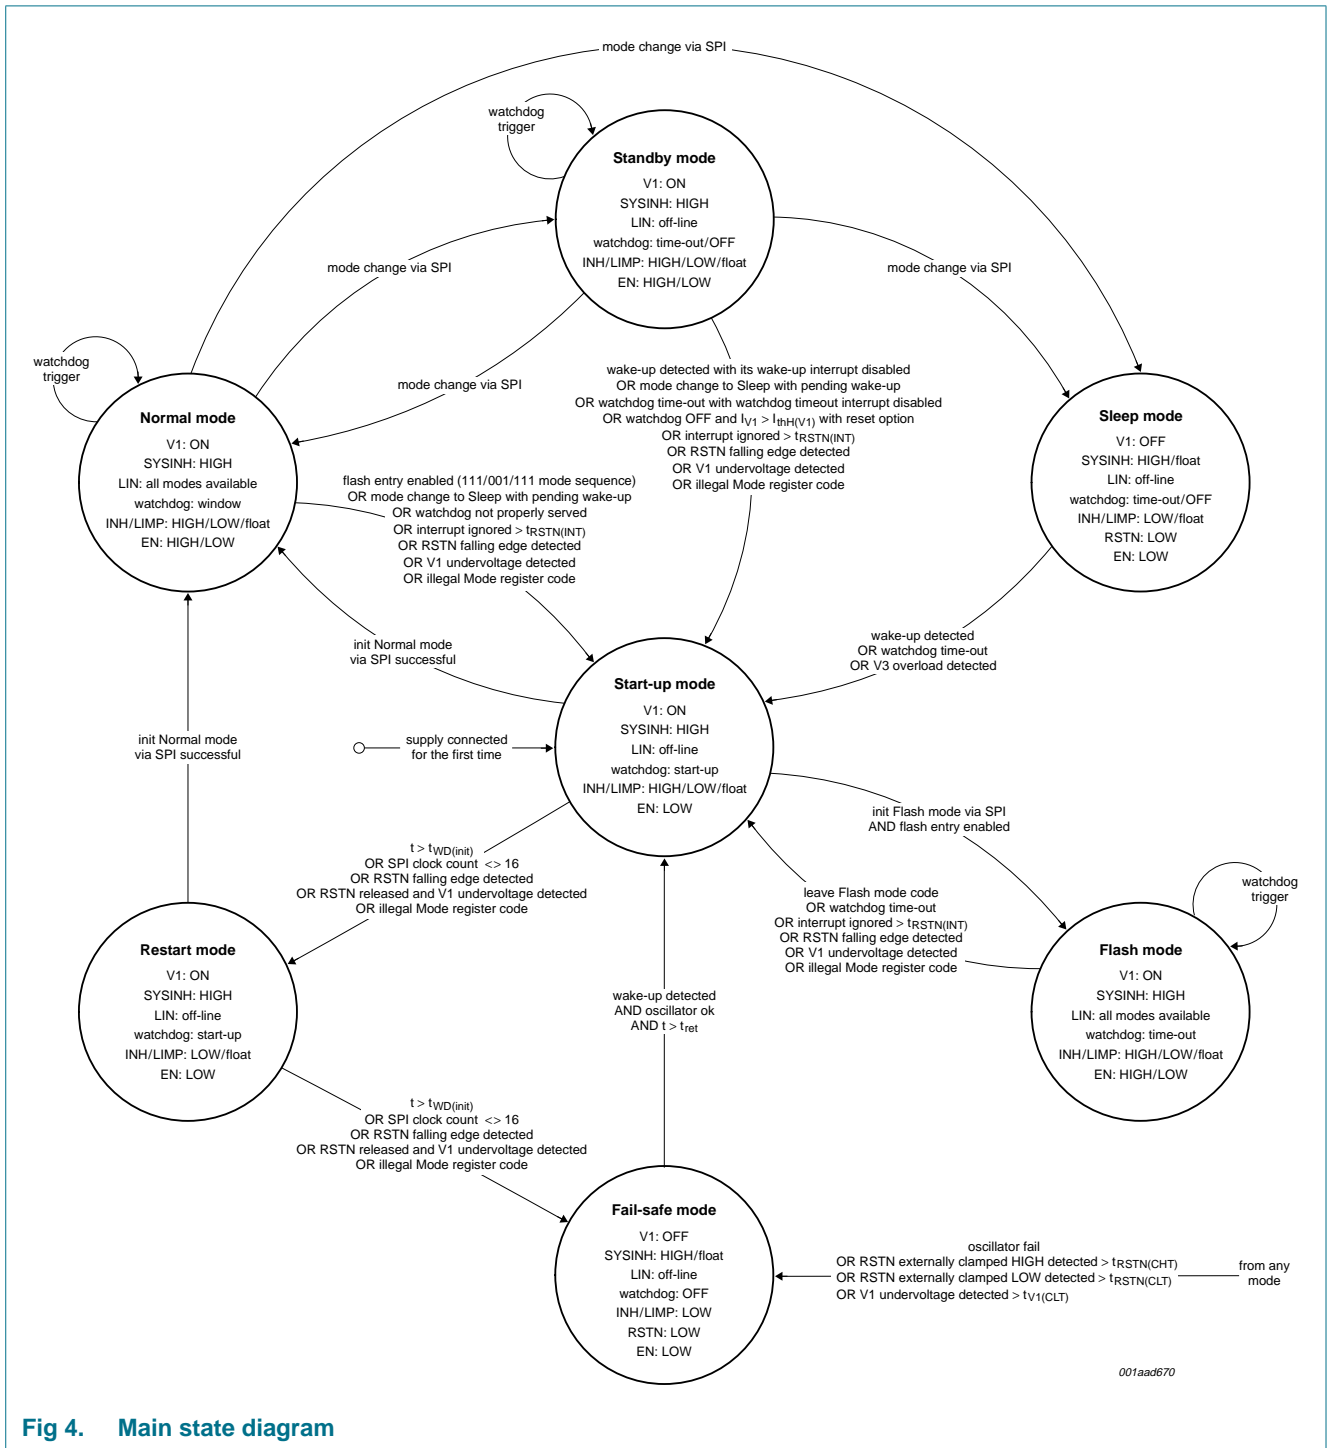 mode change via SPI
watchdog
trigger
Standby mode
V1: ON
SYSINH: HIGH
LIN: off-line
watchdog: time-out/OFF
INH/LIMP: HIGH/LOW/float
EN: HIGH/LOW
mode change via SPI
mode change via SPI
mode change via SPI
watchdog
trigger
Normal mode
V1: ON
SYSINH: HIGH
LIN: all modes available
watchdog: window
INH/LIMP: HIGH/LOW/float
EN: HIGH/LOW
wake-up detected with its wake-up interrupt disabled
OR mode change to Sleep with pending wake-up
OR watchdog time-out with watchdog timeout interrupt disabled
OR watchdog OFF and IV1 > IthH(V1) with reset option
OR interrupt ignored > tRSTN(INT)
OR RSTN falling edge detected
OR V1 undervoltage detected
OR illegal Mode register code
Sleep mode
V1: OFF
SYSINH: HIGH/float
LIN: off-line
watchdog: time-out/OFF
INH/LIMP: LOW/float
RSTN: LOW
EN: LOW
flash entry enabled (111/001/111 mode sequence)
OR mode change to Sleep with pending wake-up
OR watchdog not properly served
OR interrupt ignored > tRSTN(INT)
OR RSTN falling edge detected
OR V1 undervoltage detected
OR illegal Mode register code
init Normal mode
via SPI successful
wake-up detected
OR watchdog time-out
OR V3 overload detected
Start-up mode
V1: ON
SYSINH: HIGH
LIN: off-line
watchdog: start-up
INH/LIMP: HIGH/LOW/float
EN: LOW
supply connected
for the first time
init Normal mode
via SPI successful
init Flash mode via SPI
AND flash entry enabled
t > tWD(init)
OR SPI clock count <> 16
OR RSTN falling edge detected
OR RSTN released and V1 undervoltage detected
OR illegal Mode register code
leave Flash mode code
OR watchdog time-out
OR interrupt ignored > tRSTN(INT)
OR RSTN falling edge detected
OR V1 undervoltage detected
OR illegal Mode register code
watchdog
trigger
Restart mode
V1: ON
SYSINH: HIGH
LIN: off-line
watchdog: start-up
INH/LIMP: LOW/float
EN: LOW
Flash mode
V1: ON
SYSINH: HIGH
LIN: all modes available
watchdog: time-out
INH/LIMP: HIGH/LOW/float
EN: HIGH/LOW
wake-up detected
AND oscillator ok
AND t > tret
t > tWD(init)
OR SPI clock count <> 16
OR RSTN falling edge detected
OR RSTN released and V1 undervoltage detected
OR illegal Mode register code
Fail-safe mode
V1: OFF
SYSINH: HIGH/float
LIN: off-line
watchdog: OFF
INH/LIMP: LOW
RSTN: LOW
EN: LOW
oscillator fail
OR RSTN externally clamped HIGH detected > tRSTN(CHT)
OR RSTN externally clamped LOW detected > tRSTN(CLT)
OR V1 undervoltage detected > tV1(CLT)
from any
mode
001aad670
Fig 4. Main state diagram